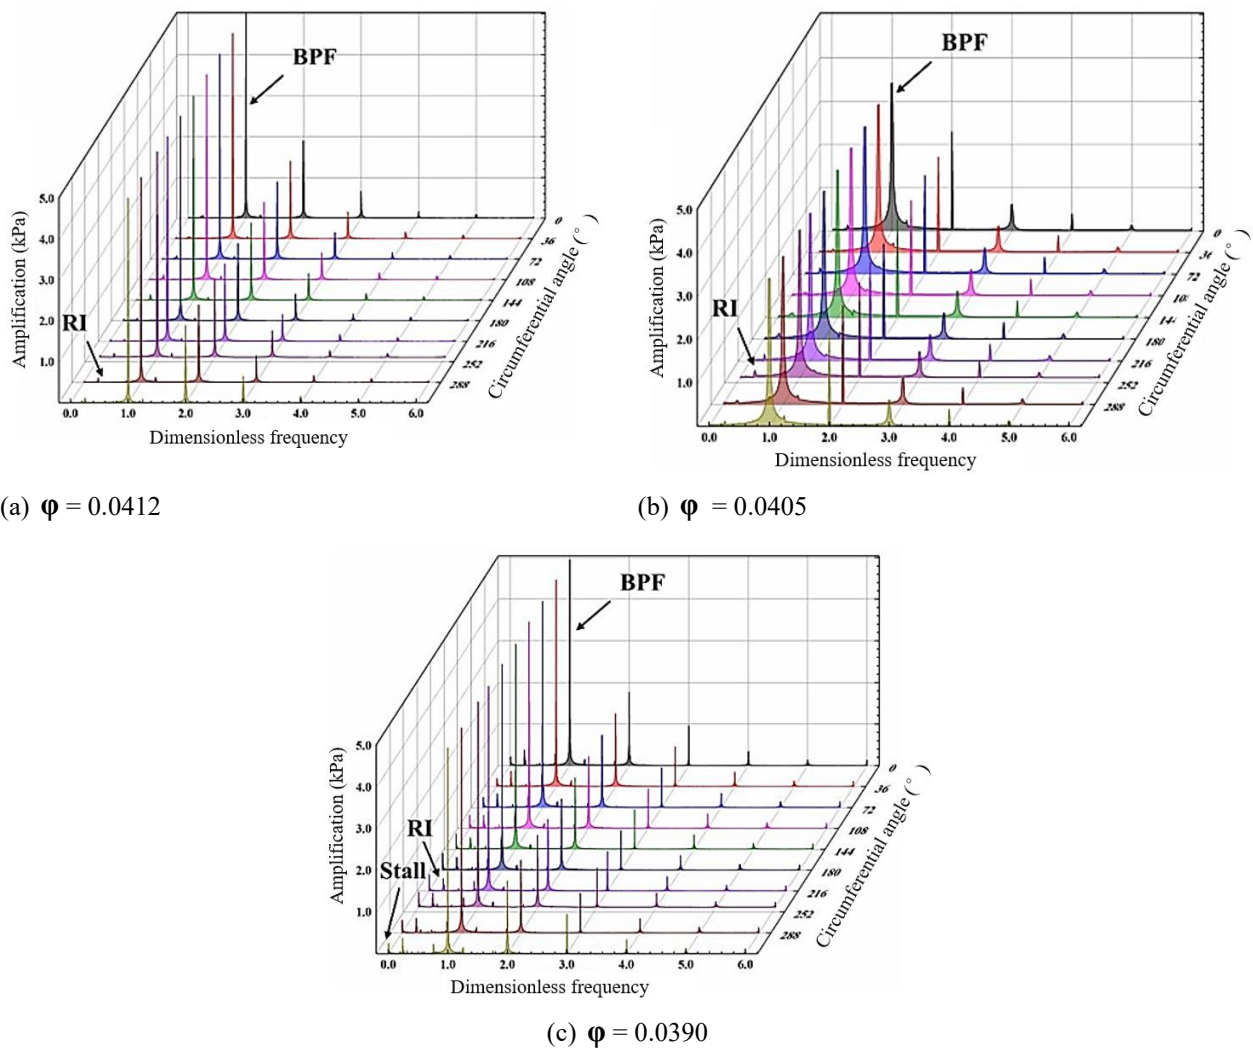 BPF
5.0
4.0
3.0
2.0
1.0
Amplification (kPa)
RI
0.0 1.0 2.0 3.0 4.0 5.0 6.0
Dimensionless frequency
0
36
72
108
144
180
216
252
288
Circumferential angle (°)
(a) φ = 0.0412
BPF
5.0
4.0
3.0
2.0
1.0
Amplification (kPa)
RI
0.0 1.0 2.0 3.0 4.0 5.0 6.0
Dimensionless frequency
0
36
72
10
14
180
216
252
288
Circumferential angle (°)
(b) φ = 0.0405
BPF
5.0
4.0
3.0
2.0
1.0
Amplification (kPa)
RI
Stall
0.0 1.0 2.0 3.0 4.0 5.0 6.0
Dimensionless frequency
0
36
72
108
144
180
216
252
288
Circumferential angle (°)
(c) φ = 0.0390